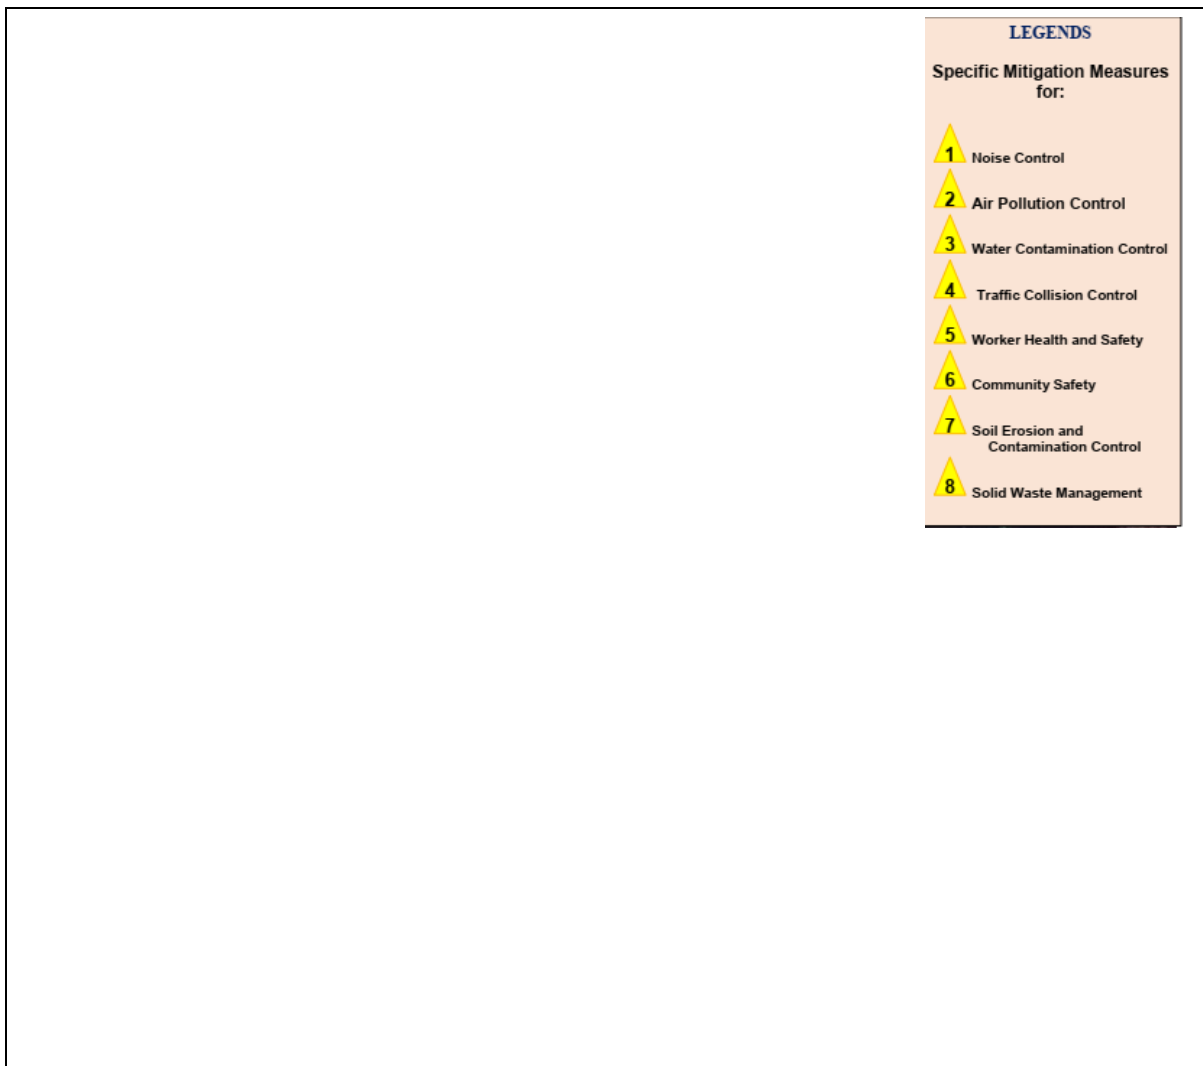 LEGENDS
Specific Mitigation Measures
for:
1 Noise Control
2 Air Pollution Control
3 Water Contamination Control
4 Traffic Collision Control
5 Worker Health and Safety
6 Community Safety
7 Soil Erosion and
Contamination Control
8 Solid Waste Management